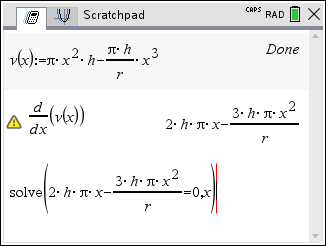 Scratchpad CAPS RAD
v(x):=π·x²·h−(π·h)/r·x³ Done
d/dx(v(x)) 2·h·π·x−(3·h·π·x²)/r
solve(2·h·π·x−(3·h·π·x²)/r=0,x)